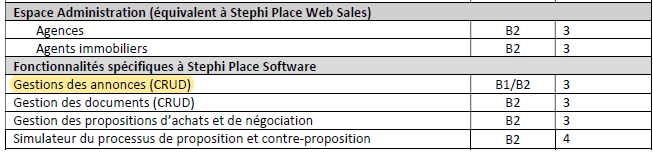 Espace Administration (équivalent à Stephi Place Web Sales)
Agences B2 3
Agents immobiliers B2 3
Fonctionnalités spécifiques à Stephi Place Software
Gestions des annonces (CRUD) B1/B2 3
Gestion des documents (CRUD) B2 3
Gestion des propositions d'achats et de négociation B2 3
Simulateur du processus de proposition et contre-proposition B2 4